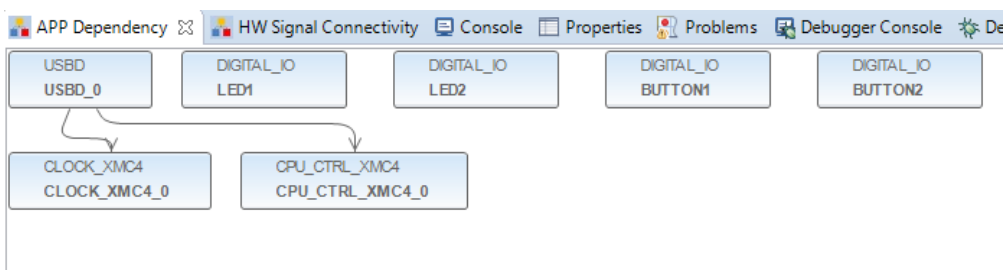 APP Dependency HW Signal Connectivity Console Properties Problems Debugger Console De
USBD DIGITAL_IO DIGITAL_IO DIGITAL_IO DIGITAL_IO
USBD_0 LED1 LED2 BUTTON1 BUTTON2
CLOCK_XMC4 CPU_CTRL_XMC4
CLOCK_XMC4_0 CPU_CTRL_XMC4_0